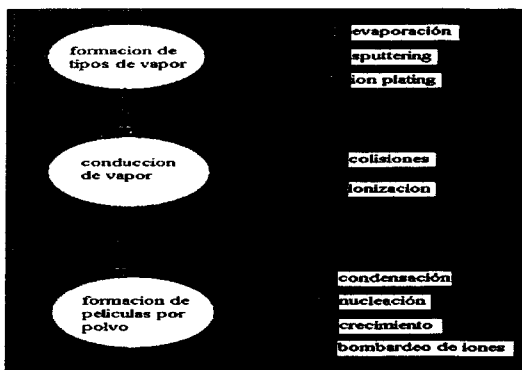 formacion de
tipos de vapor
evaporación
sputtering
ion plating
conduccion
de vapor
colisiones
ionizacion
formacion de
peliculas por
polvo
condensación
nucleación
crecimiento
bombardeo de iones